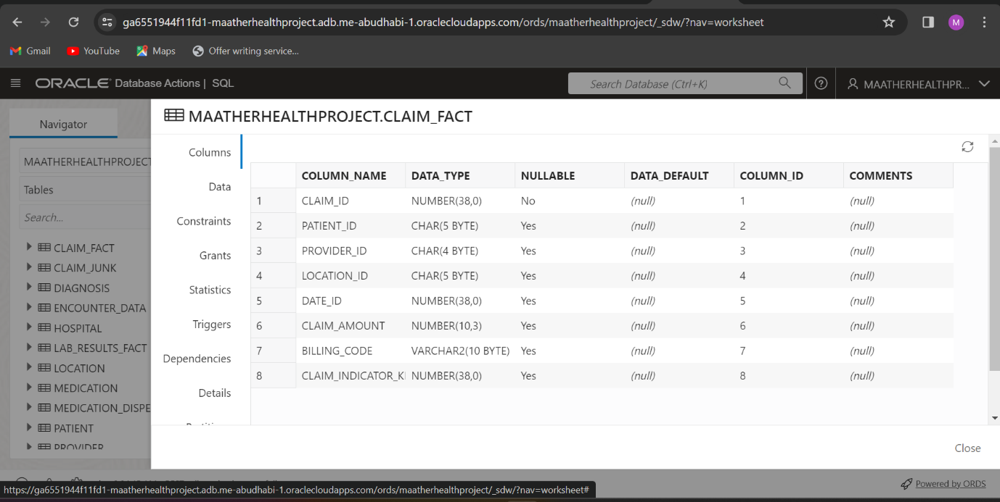 ga6551944f11fd1-maatherhealthproject.adb.me-abudhabi-1.oraclecloudapps.com/ords/maatherhealthproject/_sdw/?nav=worksheet M
Gmail YouTube Maps Offer writing service...
ORACLE Database Actions | SQL Search Database (Ctrl+K) MAATHERHEALTHPR...
MAATHERHEALTHPROJECT.CLAIM_FACT
Navigator
MAATHERHEALTHPROJECT
Tables
Search...
CLAIM_FACT
CLAIM_JUNK
DIAGNOSIS
ENCOUNTER_DATA
HOSPITAL
LAB_RESULTS_FACT
LOCATION
MEDICATION
MEDICATION_DISPE
PATIENT
PROVIDER
Columns
Data
Constraints
Grants
Statistics
Triggers
Dependencies
Details
COLUMN_NAME DATA_TYPE NULLABLE DATA_DEFAULT COLUMN_ID COMMENTS
1 CLAIM_ID NUMBER(38,0) No (null) 1 (null)
2 PATIENT_ID CHAR(5 BYTE) Yes (null) 2 (null)
3 PROVIDER_ID CHAR(4 BYTE) Yes (null) 3 (null)
4 LOCATION_ID CHAR(5 BYTE) Yes (null) 4 (null)
5 DATE_ID NUMBER(38,0) Yes (null) 5 (null)
6 CLAIM_AMOUNT NUMBER(10,3) Yes (null) 6 (null)
7 BILLING_CODE VARCHAR2(10 BYTE) Yes (null) 7 (null)
8 CLAIM_INDICATOR_K NUMBER(38,0) Yes (null) 8 (null)
Close
Powered by ORDS
https://ga6551944f11fd1-maatherhealthproject.adb.me-abudhabi-1.oraclecloudapps.com/ords/maatherhealthproject/_sdw/?nav=worksheet#